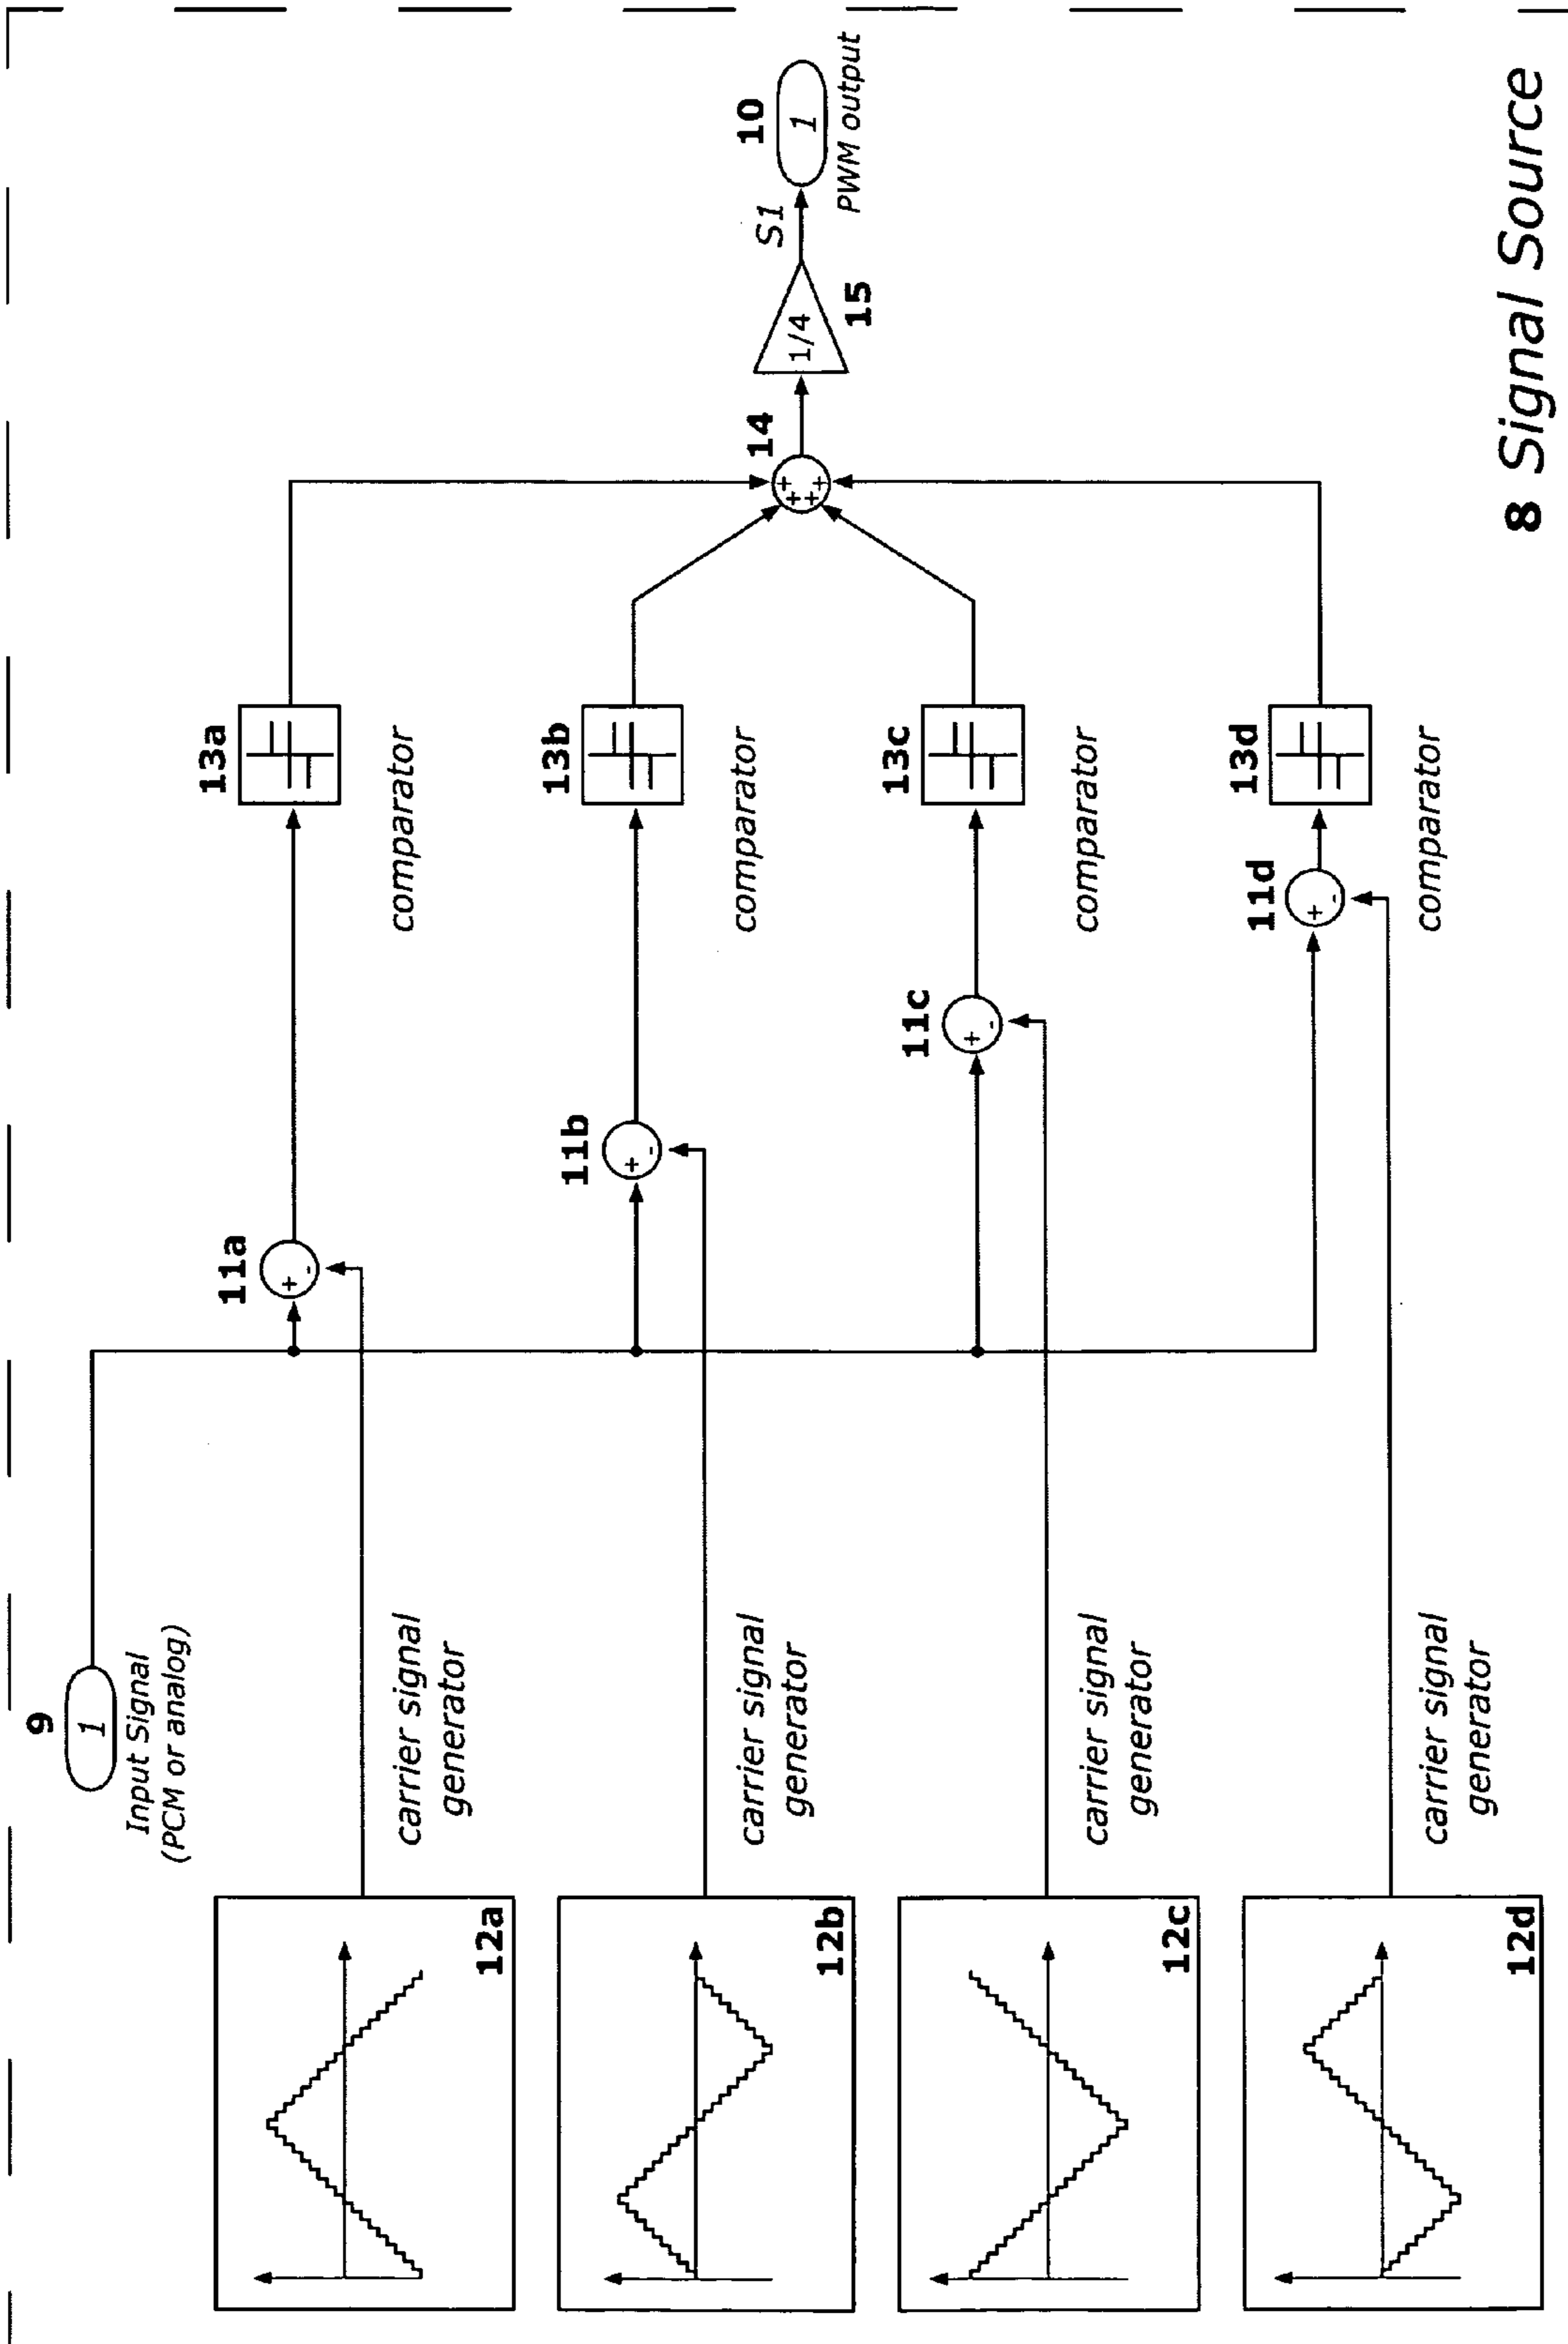 9
1
Input Signal
(PCM or analog)
12a
carrier signal
generator
11a
+
-
13a
comparator
12b
carrier signal
generator
11b
+
-
13b
comparator
12c
carrier signal
generator
11c
+
-
13c
comparator
12d
carrier signal
generator
11d
+
-
13d
comparator
14
+
+
+
+
1/4
15
S1
10
1
PWM output
8 Signal Source